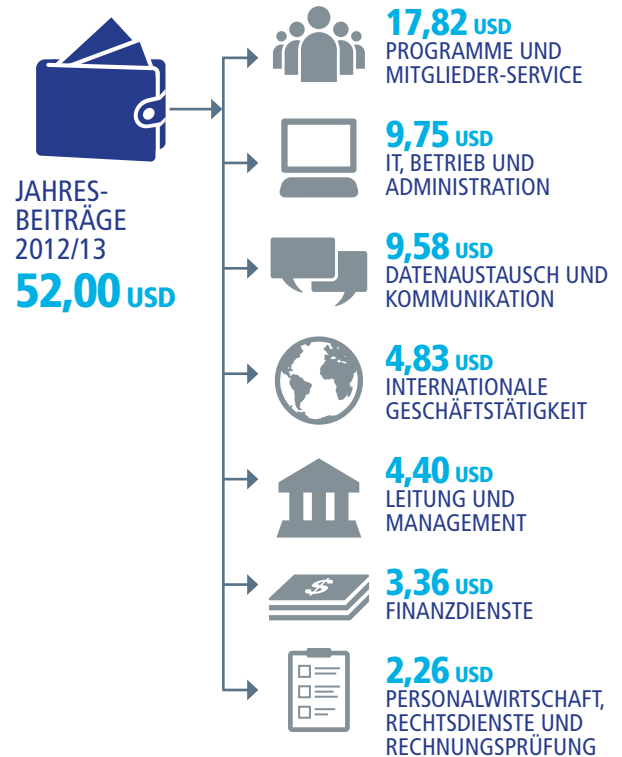 JAHRES-
BEITRÄGE
2012/13
52,00 USD
17,82 USD
PROGRAMME UND
MITGLIEDER-SERVICE
9,75 USD
IT, BETRIEB UND
ADMINISTRATION
9,58 USD
DATENAUSTAUSCH UND
KOMMUNIKATION
4,83 USD
INTERNATIONALE
GESCHÄFTSTÄTIGKEIT
4,40 USD
LEITUNG UND
MANAGEMENT
$
3,36 USD
FINANZDIENSTE
2,26 USD
PERSONALWIRTSCHAFT,
RECHTSDIENSTE UND
RECHNUNGSPRÜFUNG